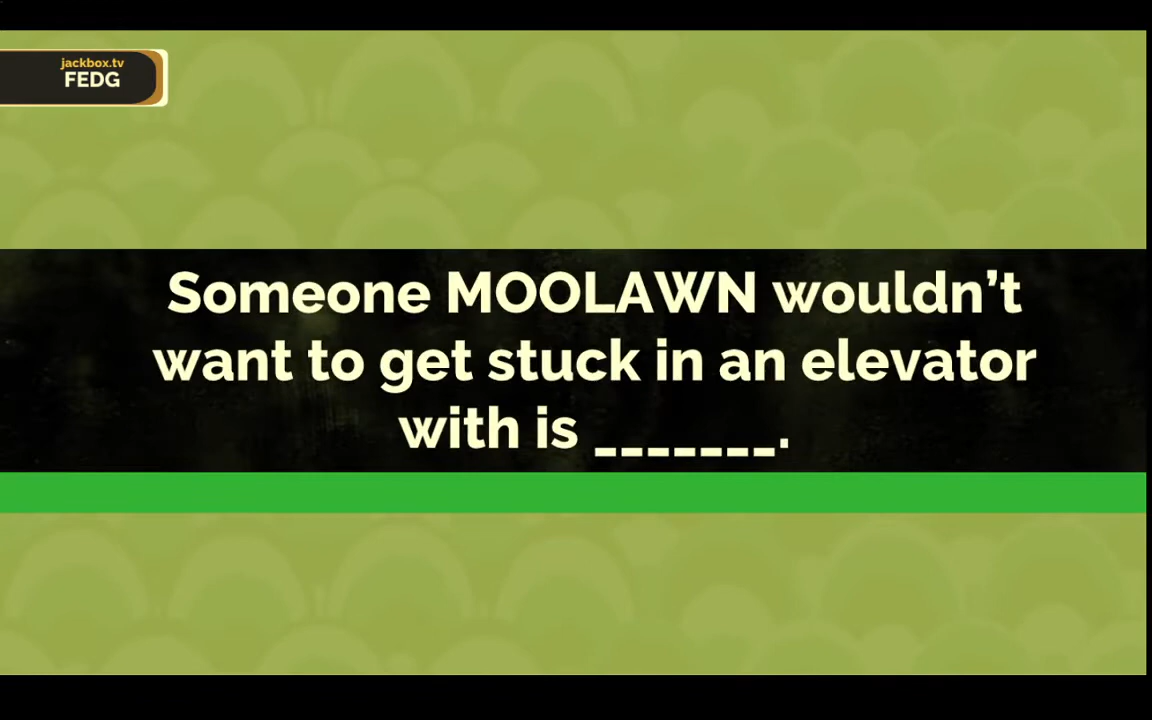 jackbox.tv
FEDG
Someone MOOLAWN wouldn’t
want to get stuck in an elevator
with is _______.